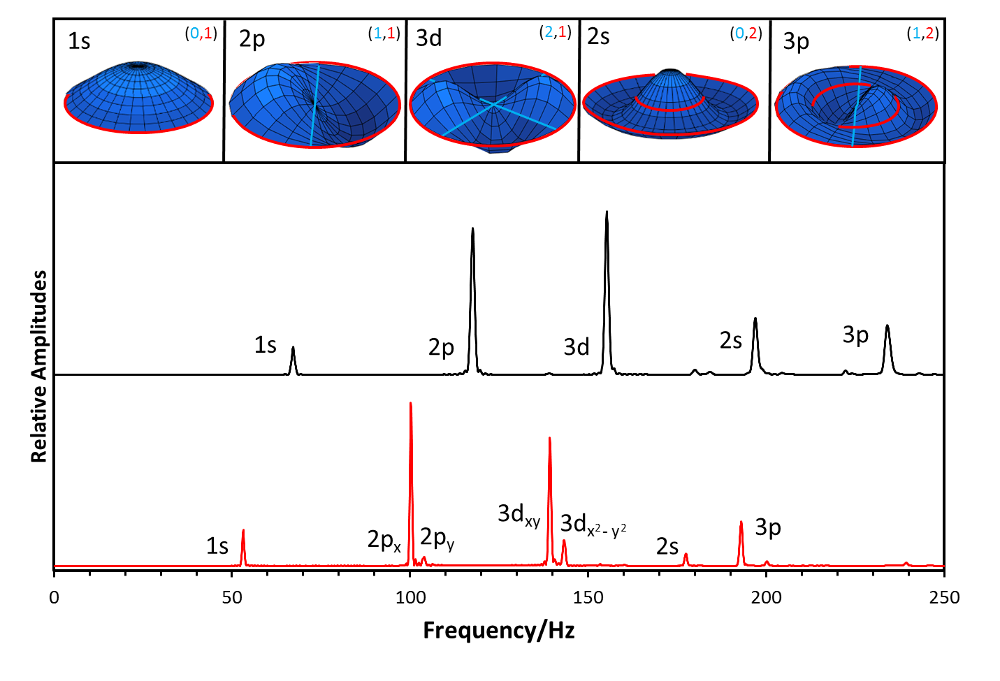 1s (0,1) 2p (1,1) 3d (2,1) 2s (0,2) 3p (1,2)
1s 2p 3d 2s 3p
1s 2pₓ 2pᵧ 3dxy 3dx²- y² 2s 3p
Relative Amplitudes
0 50 100 150 200 250
Frequency/Hz